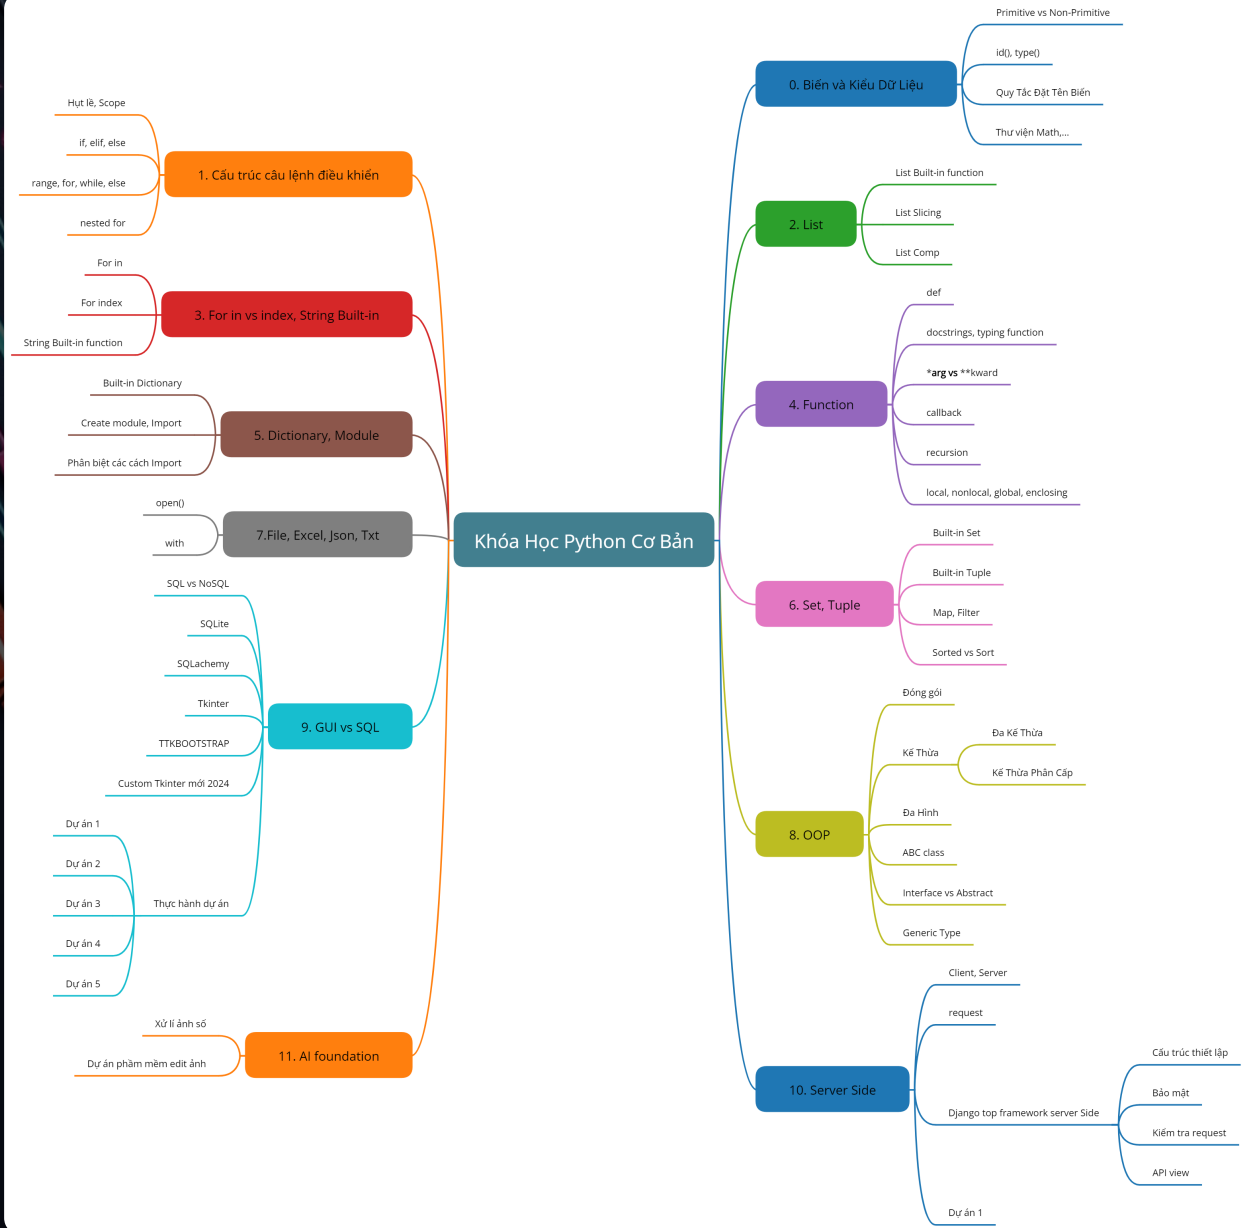 Khóa Học Python Cơ Bản
0. Biến và Kiểu Dữ Liệu
Primitive vs Non-Primitive
id(), type()
Quy Tắc Đặt Tên Biến
Thư viện Math,...
1. Cấu trúc câu lệnh điều khiển
Hụt lề, Scope
if, elif, else
range, for, while, else
nested for
2. List
List Built-in function
List Slicing
List Comp
3. For in vs index, String Built-in
For in
For index
String Built-in function
4. Function
def
docstrings, typing function
*arg vs **kward
callback
recursion
local, nonlocal, global, enclosing
5. Dictionary, Module
Built-in Dictionary
Create module, Import
Phân biệt các cách Import
6. Set, Tuple
Built-in Set
Built-in Tuple
Map, Filter
Sorted vs Sort
7.File, Excel, Json, Txt
open()
with
8. OOP
Đóng gói
Kế Thừa
Đa Kế Thừa
Kế Thừa Phân Cấp
Đa Hình
ABC class
Interface vs Abstract
Generic Type
9. GUI vs SQL
SQL vs NoSQL
SQLite
SQLachemy
Tkinter
TTKBOOTSTRAP
Custom Tkinter mới 2024
Thực hành dự án
Dự án 1
Dự án 2
Dự án 3
Dự án 4
Dự án 5
10. Server Side
Client, Server
request
Django top framework server Side
Cấu trúc thiết lập
Bảo mật
Kiểm tra request
API view
Dự án 1
11. AI foundation
Xử lí ảnh số
Dự án phầm mềm edit ảnh